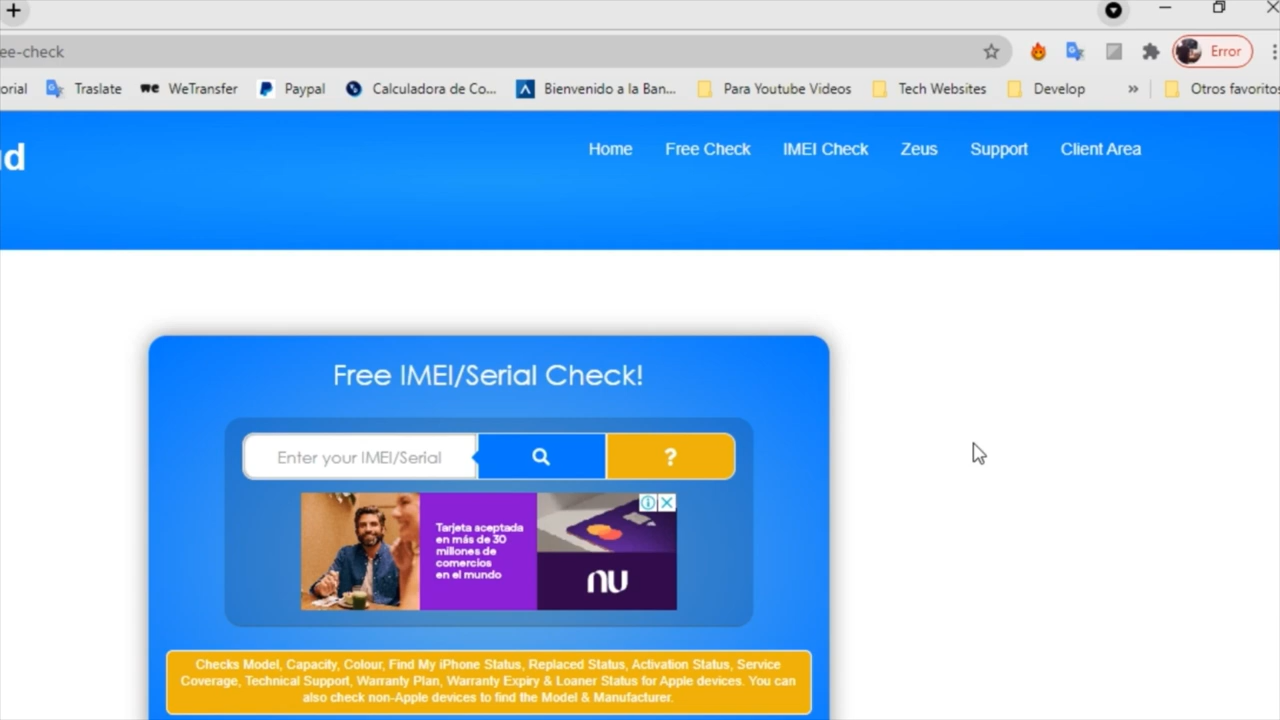 ee-check
Error
orial
Traslate
WeTransfer
Paypal
Calculadora de Co...
Bienvenido a la Ban...
Para Youtube Videos
Tech Websites
Develop
»
Otros favoritos
ud
Home
Free Check
IMEI Check
Zeus
Support
Client Area
Free IMEI/Serial Check!
Enter your IMEI/Serial
?
Tarjeta aceptada
en más de 30
millones de
comercios
en el mundo
nu
Checks Model, Capacity, Colour, Find My iPhone Status, Replaced Status, Activation Status, Service
Coverage, Technical Support, Warranty Plan, Warranty Expiry & Loaner Status for Apple devices. You can
also check non-Apple devices to find the Model & Manufacturer.